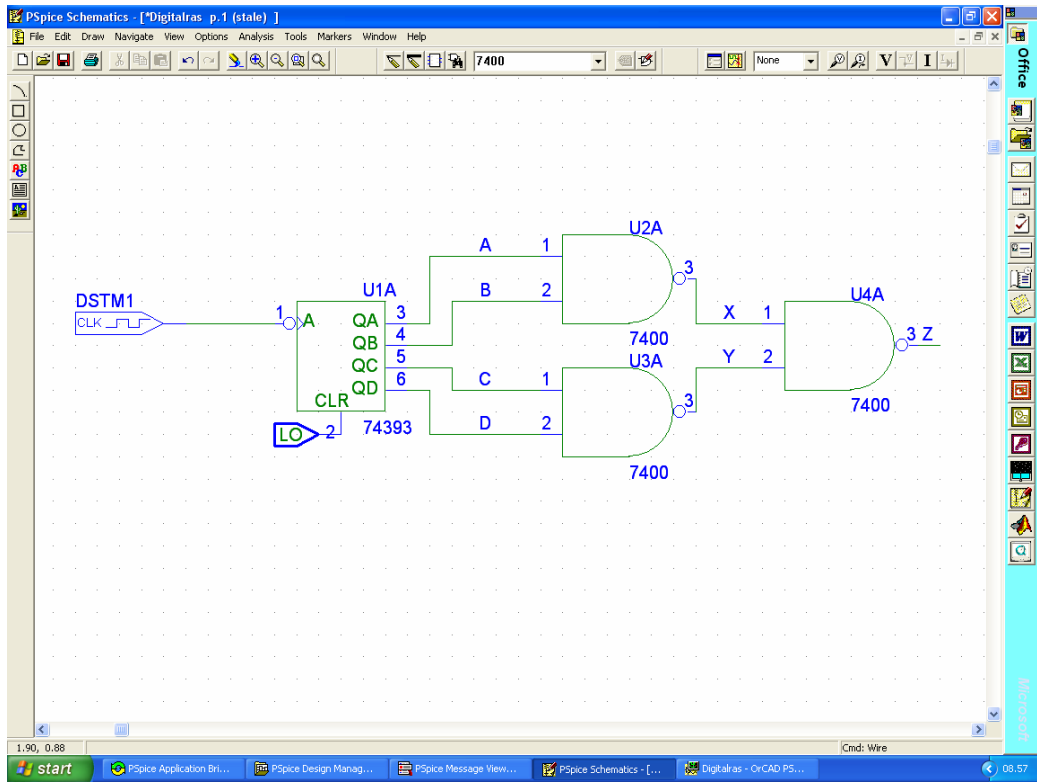 PSpice Schematics - [*Digitalras p.1 (stale) ]
File Edit Draw Navigate View Options Analysis Tools Markers Window Help
7400
None
V
I
Office
ABC
U2A
A 1
3
B 2
7400
DSTM1
CLK
U1A
1
A
QA 3
QB 4
QC 5
QD 6
CLR
LO 2
74393
U3A
C 1
3
D 2
7400
U4A
X 1
Y 2
3 Z
7400
Microsoft
1.90, 0.88
Cmd: Wire
start
PSpice Application Bri...
PSpice Design Manag...
PSpice Message View...
PSpice Schematics - [...
Digitalras - OrCAD PS...
08.57